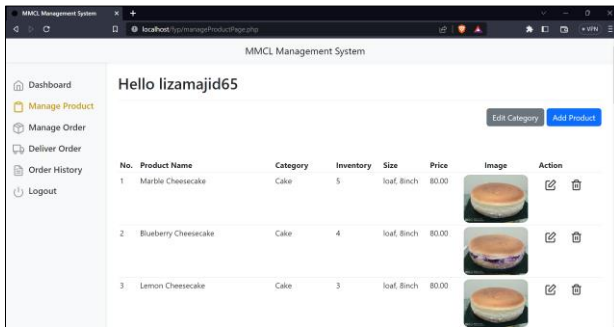 MMCL Management System
localhost/fyp/manageProductPage.php
VPN
MMCL Management System
Dashboard
Manage Product
Manage Order
Deliver Order
Order History
Logout
Hello lizamajid65
Edit Category Add Product
No. Product Name Category Inventory Size Price Image Action
1 Marble Cheesecake Cake 5 loaf, 8inch 80.00
2 Blueberry Cheesecake Cake 4 loaf, 8inch 80.00
3 Lemon Cheesecake Cake 3 loaf, 8inch 80.00